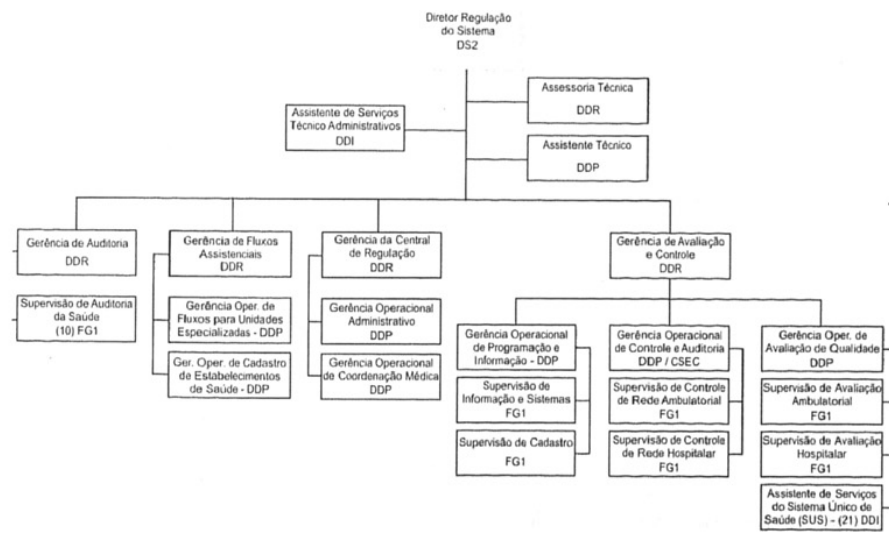 Diretor Regulação
do Sistema
DS2
Assessoria Técnica
DDR
Assistente de Serviços
Técnico Administrativos
DDI
Assistente Técnico
DDP
Gerência de Auditoria
DDR
Gerência de Fluxos
Assistenciais
DDR
Gerência da Central
de Regulação
DDR
Gerência de Avaliação
e Controle
DDR
Supervisão de Auditoria
da Saúde
(10) FG1
Gerência Oper. de
Fluxos para Unidades
Especializadas - DDP
Ger. Oper. de Cadastro
de Estabelecimentos
de Saúde - DDP
Gerência Operacional
Administrativo
DDP
Gerência Operacional
de Coordenação Médica
DDP
Gerência Operacional
de Programação e
Informação - DDP
Supervisão de
Informação e Sistemas
FG1
Supervisão de Cadastro
FG1
Gerência Operacional
de Controle e Auditoria
DDP / CSEC
Supervisão de Controle
de Rede Ambulatorial
FG1
Supervisão de Controle
de Rede Hospitalar
FG1
Gerência Oper. de
Avaliação de Qualidade
DDP
Supervisão de Avaliação
Ambulatorial
FG1
Supervisão de Avaliação
Hospitalar
FG1
Assistente de Serviços
do Sistema Único de
Saúde (SUS) - (21) DDI